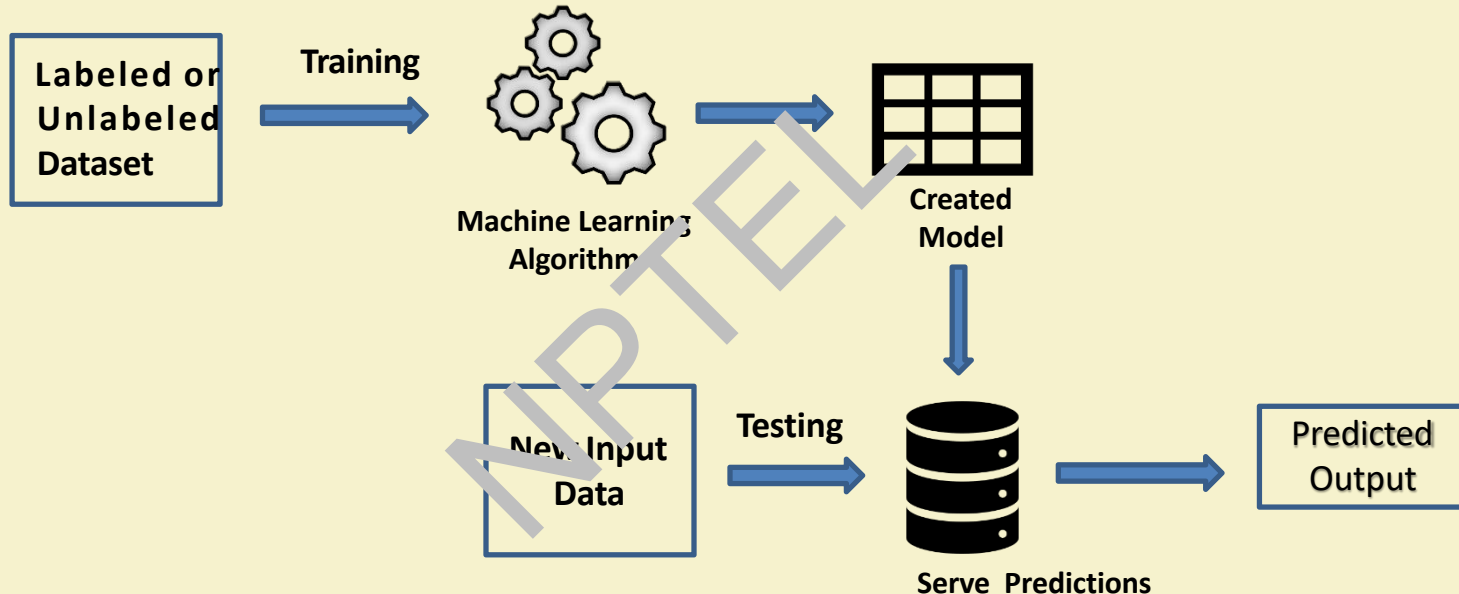 Labeled or
Unlabeled
Dataset
Training
Machine Learning
Algorithm
Created
Model
New Input
Data
Testing
Serve Predictions
Predicted
Output
NPTEL